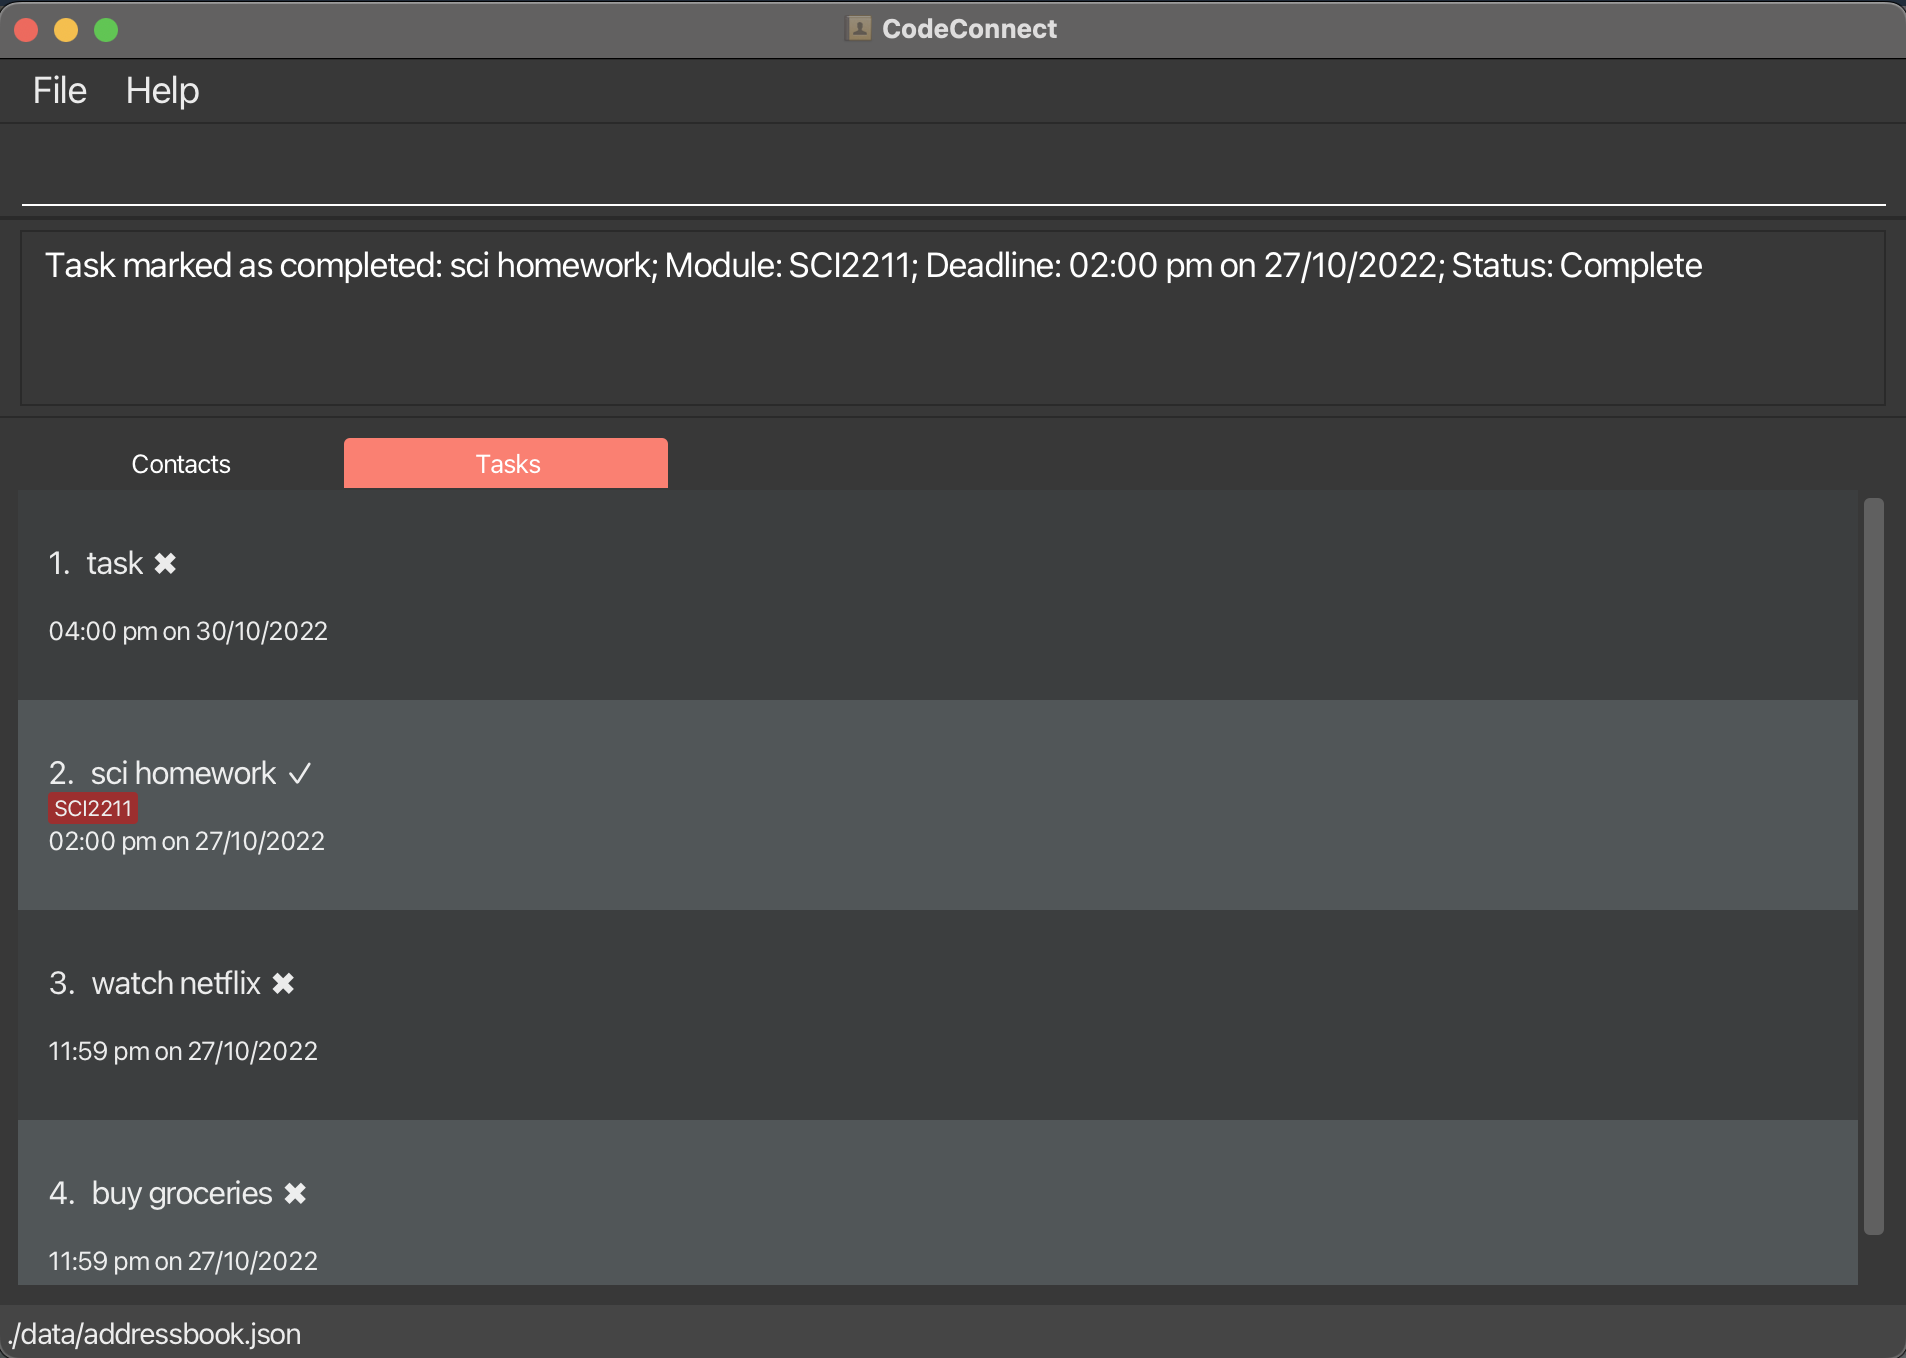 CodeConnect
File Help
Task marked as completed: sci homework; Module: SCI2211; Deadline: 02:00 pm on 27/10/2022; Status: Complete
Contacts Tasks
1. task ✖
04:00 pm on 30/10/2022
2. sci homework ✓
SCI2211
02:00 pm on 27/10/2022
3. watch netflix ✖
11:59 pm on 27/10/2022
4. buy groceries ✖
11:59 pm on 27/10/2022
./data/addressbook.json